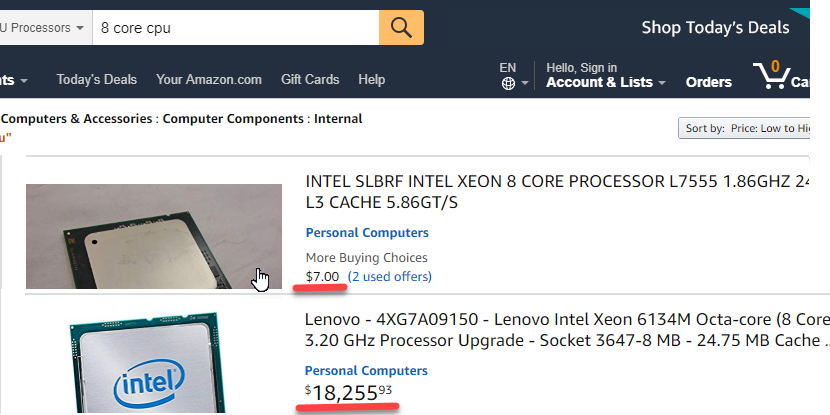 U Processors
8 core cpu
Shop Today's Deals
nts
Today's Deals
Your Amazon.com
Gift Cards
Help
EN
Hello, Sign in
Account & Lists
Orders
0
Ca
Computers & Accessories : Computer Components : Internal
u"
Sort by: Price: Low to Hi
INTEL SLBRF INTEL XEON 8 CORE PROCESSOR L7555 1.86GHZ 24
L3 CACHE 5.86GT/S
Personal Computers
More Buying Choices
$7.00 (2 used offers)
Lenovo - 4XG7A09150 - Lenovo Intel Xeon 6134M Octa-core (8 Core
3.20 GHz Processor Upgrade - Socket 3647-8 MB - 24.75 MB Cache ..
intel
Personal Computers
$18,255 93